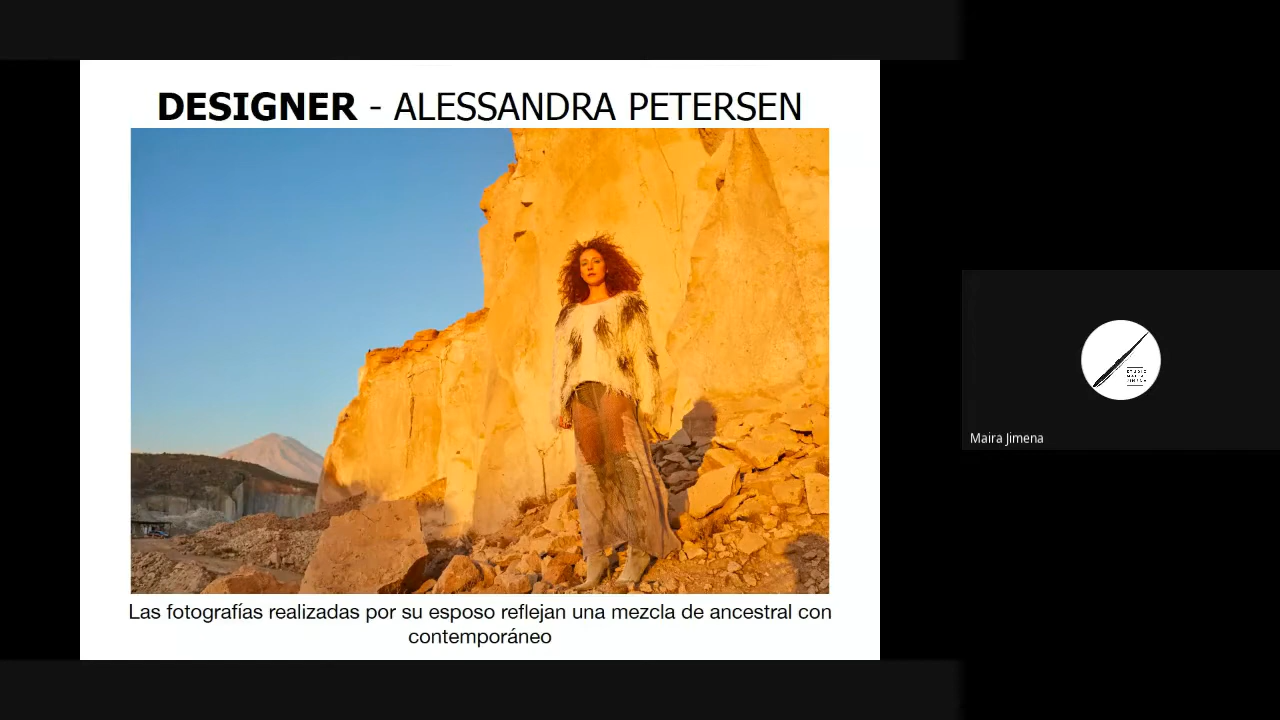 DESIGNER - ALESSANDRA PETERSEN
Las fotografías realizadas por su esposo reflejan una mezcla de ancestral con
contemporáneo
Maira Jimena